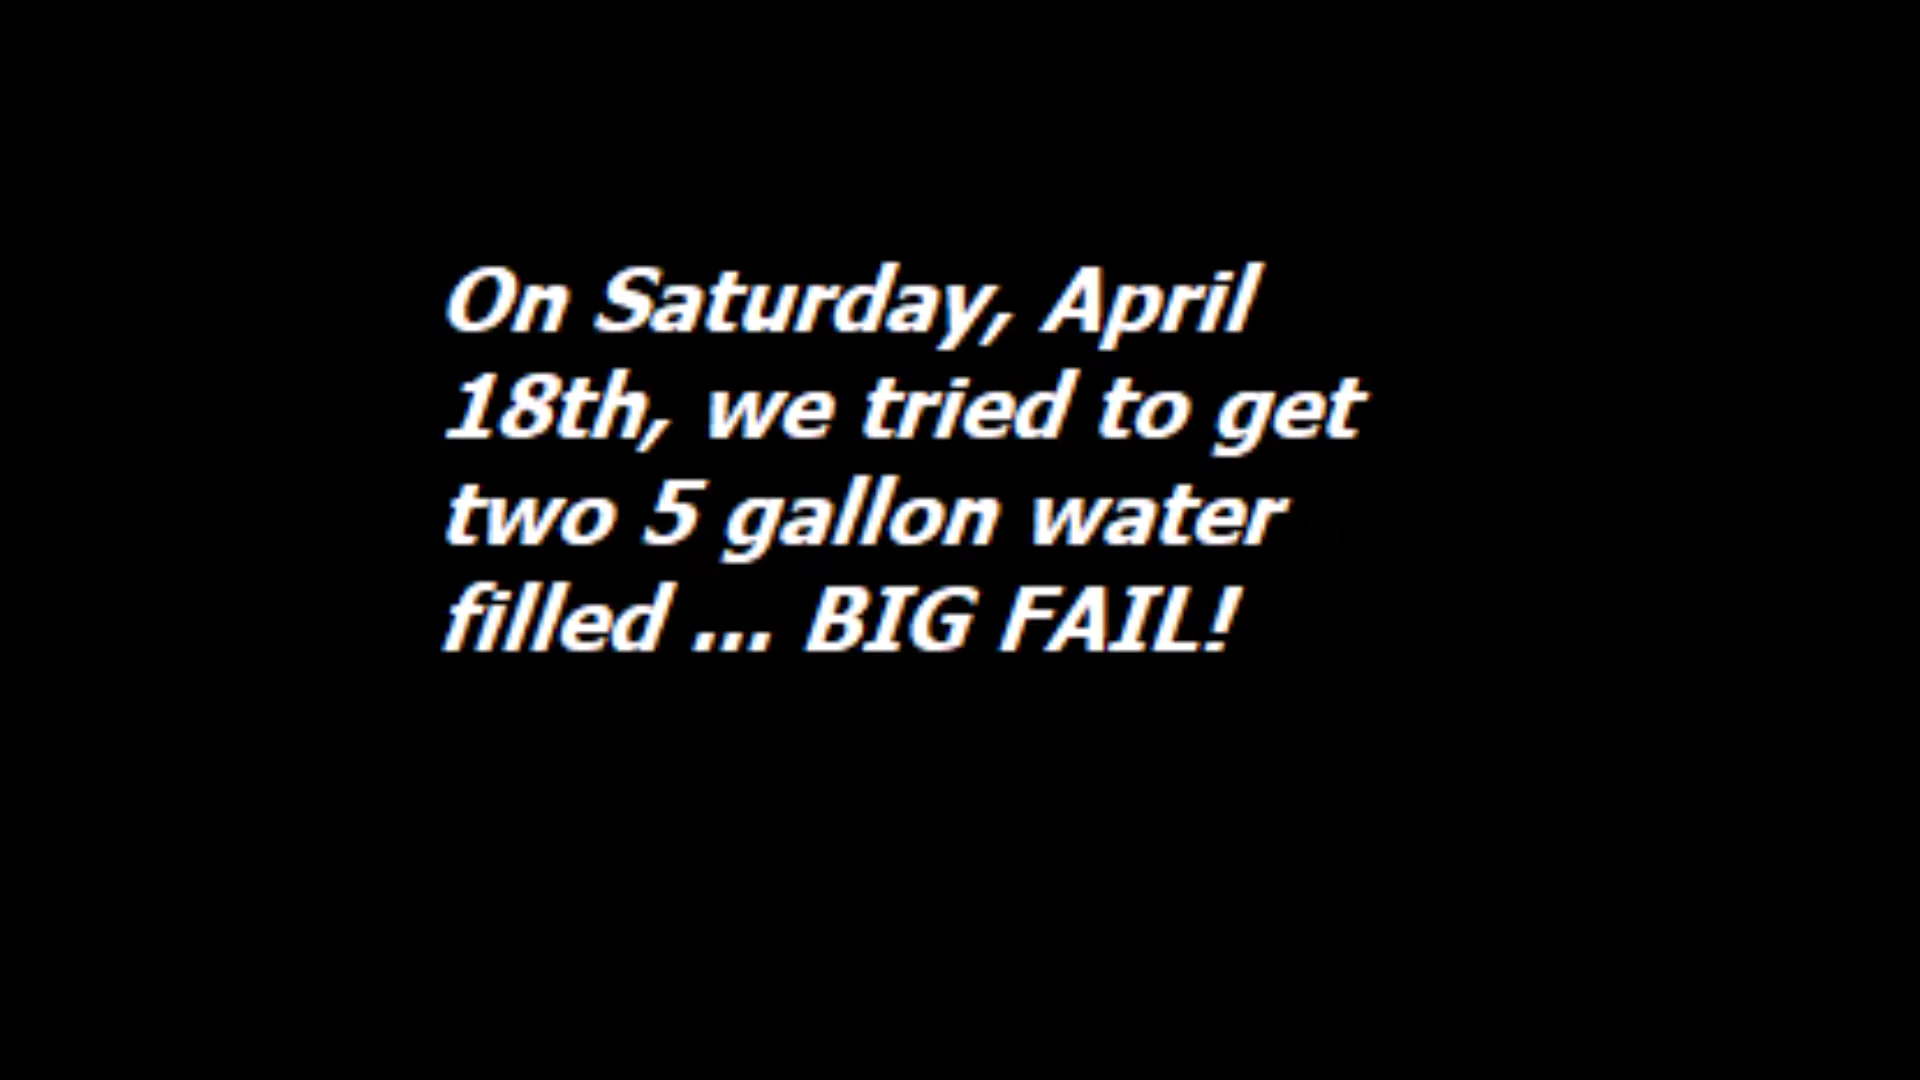 On Saturday, April
18th, we tried to get
two 5 gallon water
filled ... BIG FAIL!